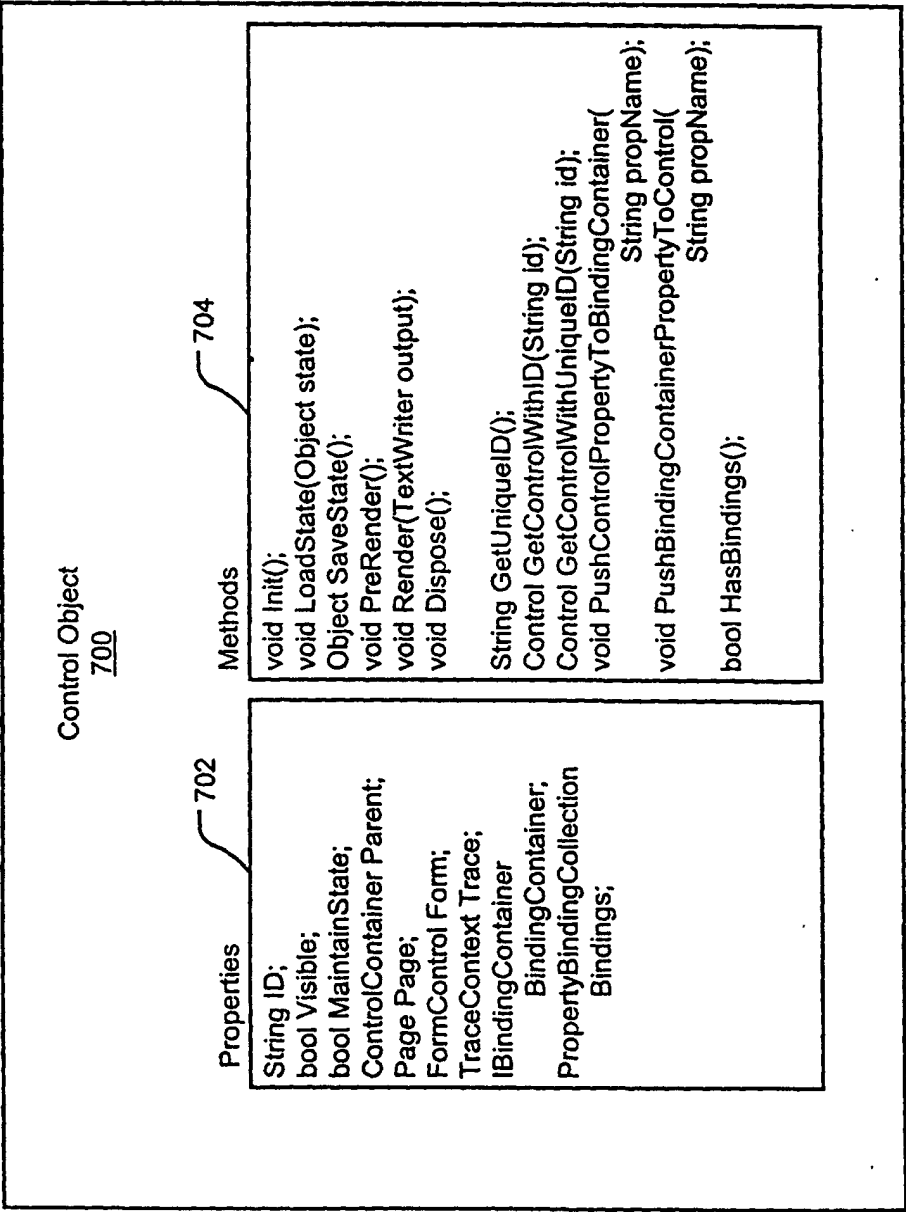 Control Object
700
Properties
702
String ID;
bool Visible;
bool MaintainState;
ControlContainer Parent;
Page Page;
FormControl Form;
TraceContext Trace;
IBindingContainer
BindingContainer;
PropertyBindingCollection
Bindings;
Methods
704
void Init();
void LoadState(Object state);
Object SaveState();
void PreRender();
void Render(TextWriter output);
void Dispose();
String GetUniqueID();
Control GetControlWithID(String id);
Control GetControlWithUniqueID(String id);
void PushControlPropertyToBindingContainer(
String propName);
void PushBindingContainerPropertyToControl(
String propName);
bool HasBindings();